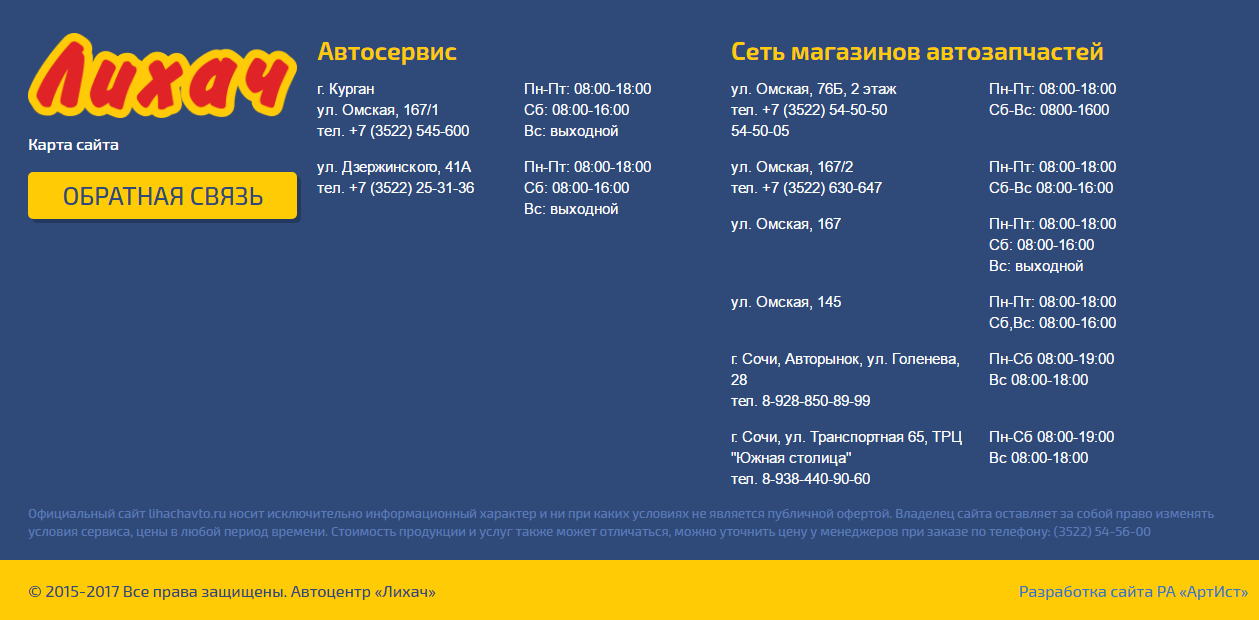 Лихач
Карта сайта
ОБРАТНАЯ СВЯЗЬ
Автосервис
г. Курган
ул. Омская, 167/1
тел. +7 (3522) 545-600
Пн-Пт: 08:00-18:00
Сб: 08:00-16:00
Вс: выходной
ул. Дзержинского, 41А
тел. +7 (3522) 25-31-36
Пн-Пт: 08:00-18:00
Сб: 08:00-16:00
Вс: выходной
Сеть магазинов автозапчастей
ул. Омская, 76Б, 2 этаж
тел. +7 (3522) 54-50-50
54-50-05
Пн-Пт: 08:00-18:00
Сб-Вс: 0800-1600
ул. Омская, 167/2
тел. +7 (3522) 630-647
Пн-Пт: 08:00-18:00
Сб-Вс 08:00-16:00
ул. Омская, 167
Пн-Пт: 08:00-18:00
Сб: 08:00-16:00
Вс: выходной
ул. Омская, 145
Пн-Пт: 08:00-18:00
Сб,Вс: 08:00-16:00
г. Сочи, Авторынок, ул. Голенева,
28
тел. 8-928-850-89-99
Пн-Сб 08:00-19:00
Вс 08:00-18:00
г. Сочи, ул. Транспортная 65, ТРЦ
"Южная столица"
тел. 8-938-440-90-60
Пн-Сб 08:00-19:00
Вс 08:00-18:00
Официальный сайт lihachavto.ru носит исключительно информационный характер и ни при каких условиях не является публичной офертой. Владелец сайта оставляет за собой право изменять
условия сервиса, цены в любой период времени. Стоимость продукции и услуг также может отличаться, можно уточнить цену у менеджеров при заказе по телефону: (3522) 54-56-00
© 2015-2017 Все права защищены. Автоцентр «Лихач»
Разработка сайта РА «АртИст»